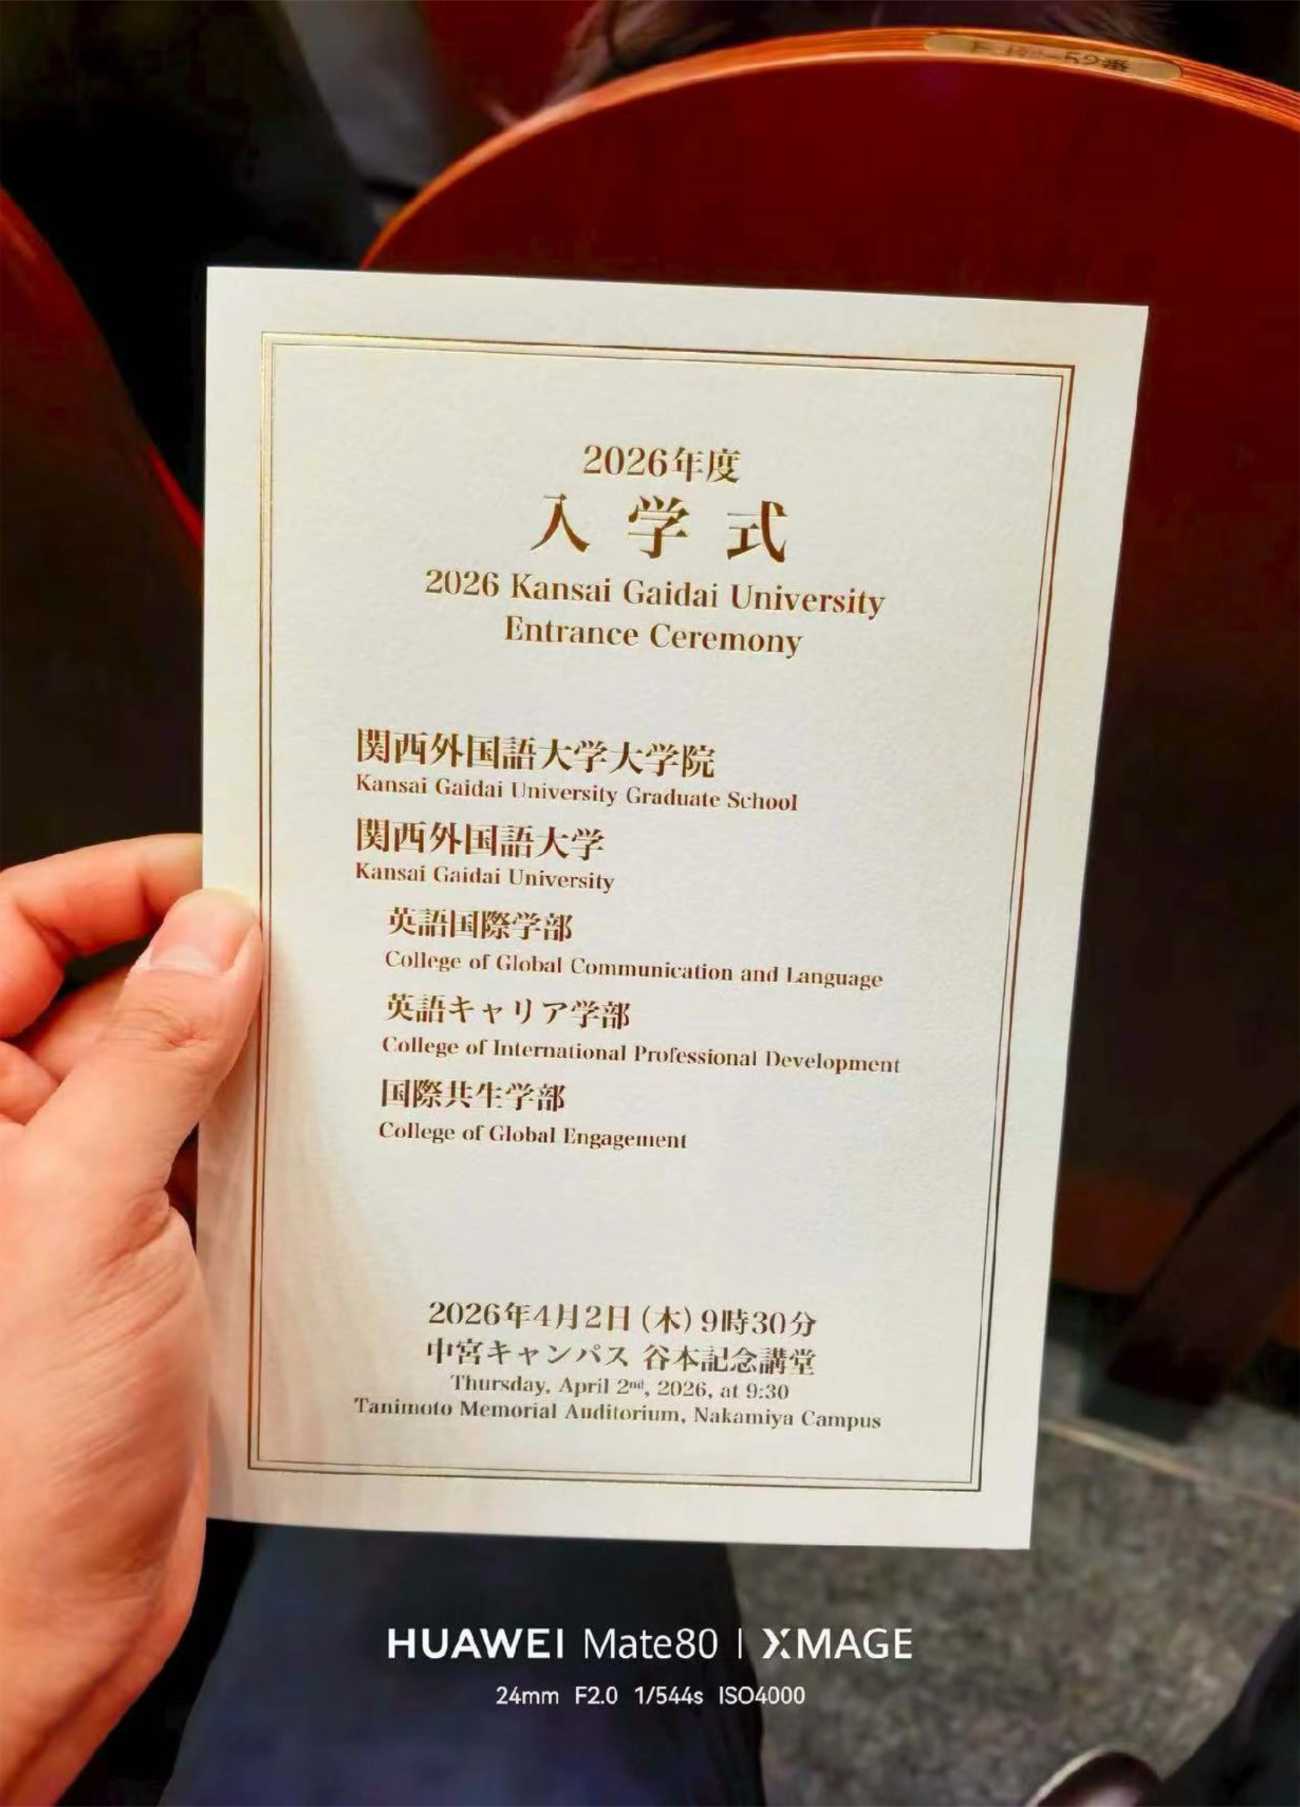 52番
2026年度
入学式
2026 Kansai Gaidai University
Entrance Ceremony
関西外国語大学大学院
Kansai Gaidai University Graduate School
関西外国語大学
Kansai Gaidai University
英語国際学部
College of Global Communication and Language
英語キャリア学部
College of International Professional Development
国際共生学部
College of Global Engagement
2026年4月2日(木)9時30分
中宮キャンパス 谷本記念講堂
Thursday, April 2nd, 2026, at 9:30
Tanimoto Memorial Auditorium, Nakamiya Campus
HUAWEI Mate80 | XMAGE
24mm F2.0 1/544s ISO4000